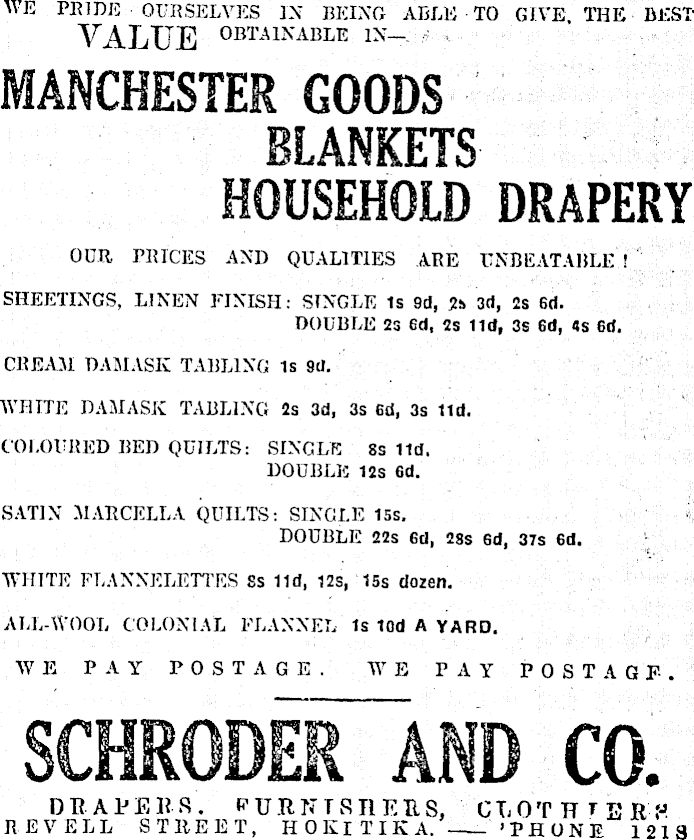 WE PRIDE OURSELVES IN BEING ABLE TO GIVE, THE BEST
VALUE OBTAINABLE IN—
MANCHESTER GOODS
BLANKETS
HOUSEHOLD DRAPERY
OUR PRICES AND QUALITIES ARE UNBEATABLE!
SHEETINGS, LINEN FINISH: SINGLE 1s 9d, 2s 3d, 2s 6d.
DOUBLE 2s 6d, 2s 11d, 3s 6d, 4s 6d.
CREAM DAMASK TABLING 1s 9d.
WHITE DAMASK TABLING 2s 3d, 3s 6d, 3s 11d.
COLOURED BED QUILTS: SINGLE 8s 11d.
DOUBLE 12s 6d.
SATIN MARCELLA QUILTS: SINGLE 15s.
DOUBLE 22s 6d, 28s 6d, 37s 6d.
WHITE FLANNELETTES 8s 11d, 12s, 15s dozen.
ALL-WOOL COLONIAL FLANNEL 1s 10d A YARD.
WE PAY POSTAGE. WE PAY POSTAGE.
SCHRODER AND CO.
DRAPERS. FURNISHERS, CLOTHIERS
REVELL STREET, HOKITIKA. — 'PHONE 1219